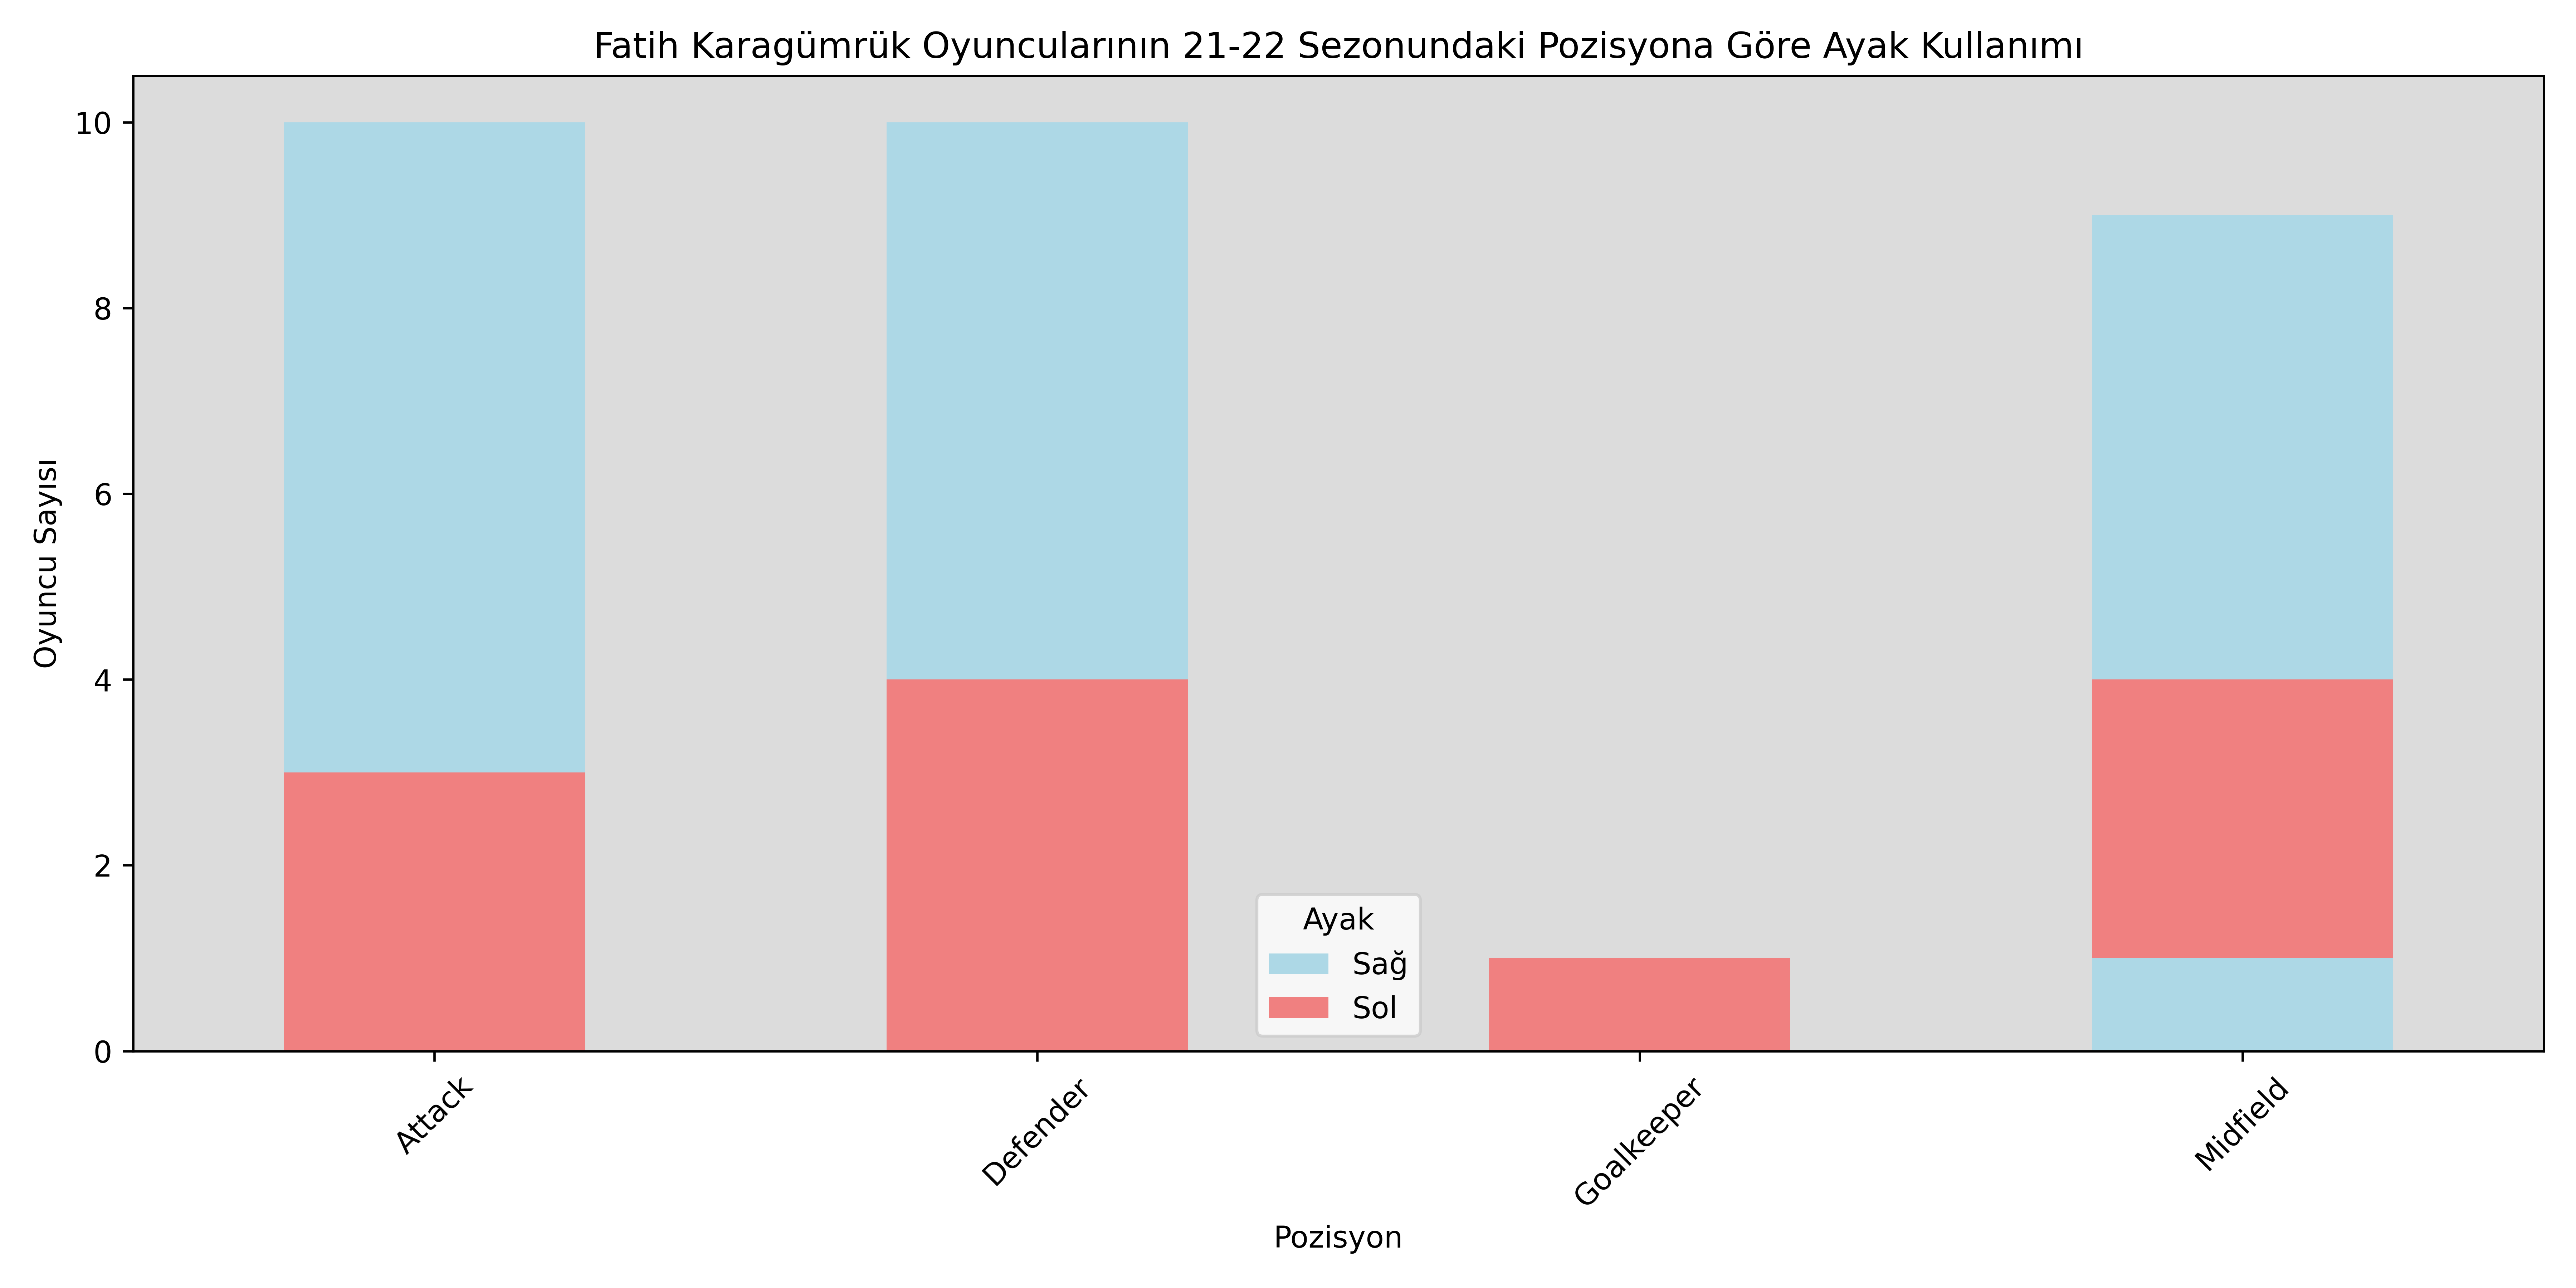 Fatih Karagümrük Oyuncularının 21-22 Sezonundaki Pozisyona Göre Ayak Kullanımı
Oyuncu Sayısı
10
8
6
4
2
0
Ayak
Sağ
Sol
Attack
Defender
Goalkeeper
Midfield
Pozisyon